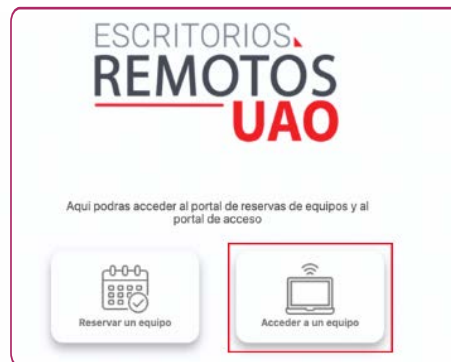 ESCRITORIOS
REMOTOS
UAO
Aqui podras acceder al portal de reservas de equipos y al
portal de acceso
Reservar un equipo
Acceder a un equipo